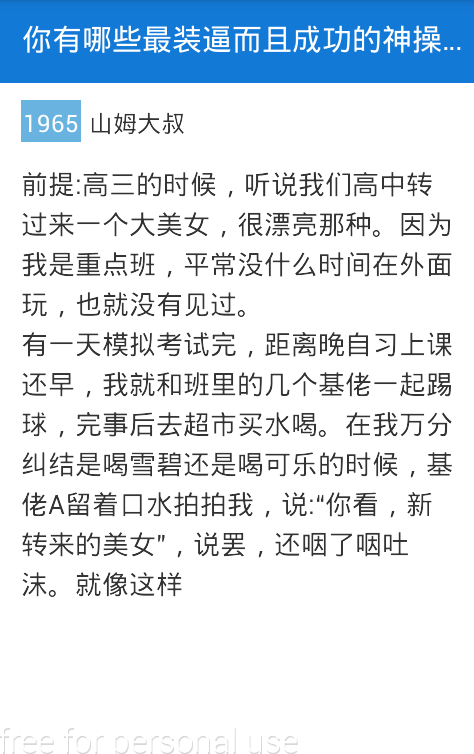 你有哪些最装逼而且成功的神操...
1965 山姆大叔
前提:高三的时候，听说我们高中转
过来一个大美女，很漂亮那种。因为
我是重点班，平常没什么时间在外面
玩，也就没有见过。
有一天模拟考试完，距离晚自习上课
还早，我就和班里的几个基佬一起踢
球，完事后去超市买水喝。在我万分
纠结是喝雪碧还是喝可乐的时候，基
佬A留着口水拍拍我，说:“你看，新
转来的美女”，说罢，还咽了咽吐
沫。就像这样
free for personal use